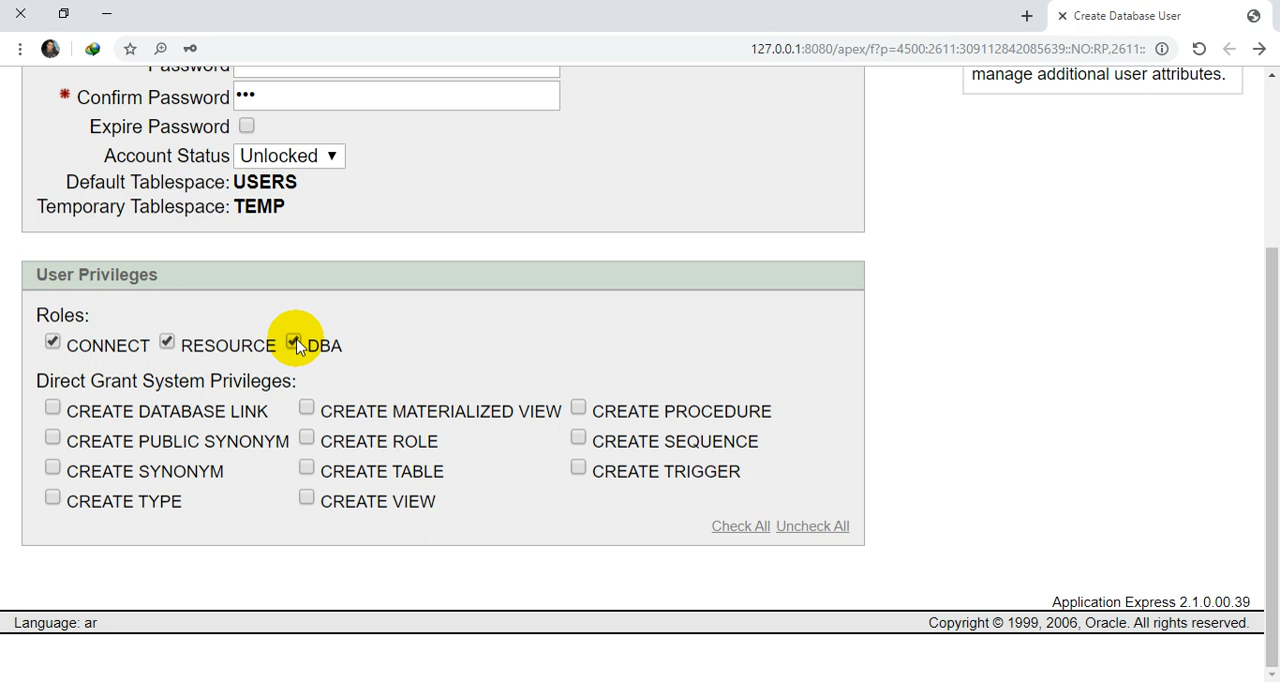 Create Database User
127.0.0.1:8080/apex/f?p=4500:2611:309112842085639::NO:RP,2611::
Password
manage additional user attributes.
* Confirm Password •••
Expire Password
Account Status Unlocked ▼
Default Tablespace: USERS
Temporary Tablespace: TEMP
User Privileges
Roles:
CONNECT RESOURCE DBA
Direct Grant System Privileges:
CREATE DATABASE LINK CREATE MATERIALIZED VIEW CREATE PROCEDURE
CREATE PUBLIC SYNONYM CREATE ROLE CREATE SEQUENCE
CREATE SYNONYM CREATE TABLE CREATE TRIGGER
CREATE TYPE CREATE VIEW
Check All Uncheck All
Application Express 2.1.0.00.39
Language: ar Copyright © 1999, 2006, Oracle. All rights reserved.